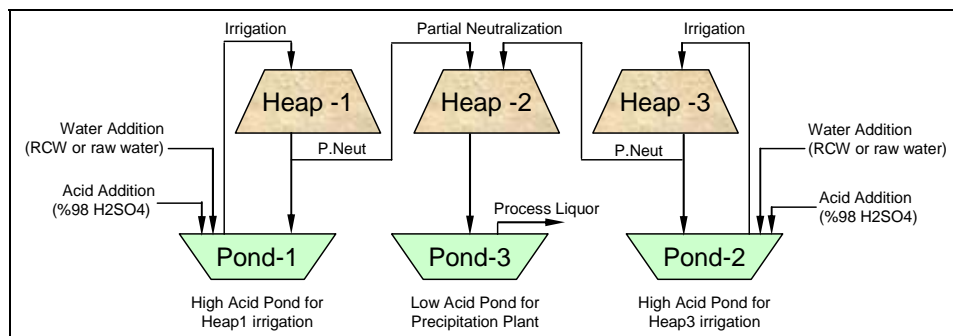 Irrigation
Partial Neutralization
Irrigation
Heap -1
Heap -2
Heap -3
Water Addition
(RCW or raw water)
P.Neut
P.Neut
Water Addition
(RCW or raw water)
Acid Addition
(%98 H2SO4)
Process Liquor
Acid Addition
(%98 H2SO4)
Pond-1
Pond-3
Pond-2
High Acid Pond for
Heap1 irrigation
Low Acid Pond for
Precipitation Plant
High Acid Pond for
Heap3 irrigation